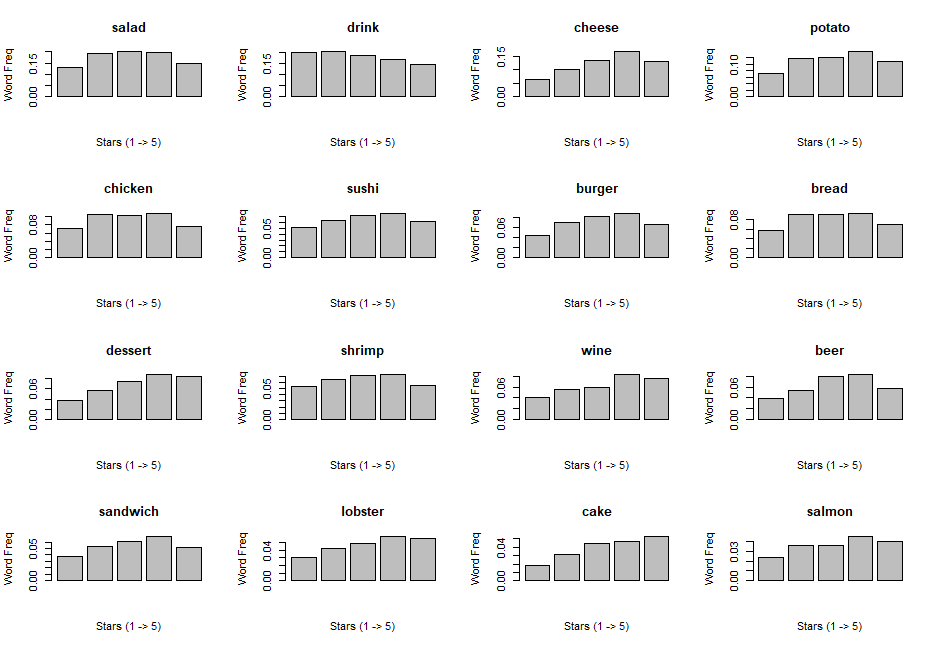 salad
Word Freq
0.00 0.15
Stars (1 -> 5)
drink
Word Freq
0.00 0.15
Stars (1 -> 5)
cheese
Word Freq
0.00 0.15
Stars (1 -> 5)
potato
Word Freq
0.00 0.10
Stars (1 -> 5)
chicken
Word Freq
0.00 0.08
Stars (1 -> 5)
sushi
Word Freq
0.00 0.05
Stars (1 -> 5)
burger
Word Freq
0.00 0.06
Stars (1 -> 5)
bread
Word Freq
0.00 0.08
Stars (1 -> 5)
dessert
Word Freq
0.00 0.06
Stars (1 -> 5)
shrimp
Word Freq
0.00 0.05
Stars (1 -> 5)
wine
Word Freq
0.00 0.06
Stars (1 -> 5)
beer
Word Freq
0.00 0.06
Stars (1 -> 5)
sandwich
Word Freq
0.00 0.05
Stars (1 -> 5)
lobster
Word Freq
0.00 0.04
Stars (1 -> 5)
cake
Word Freq
0.00 0.04
Stars (1 -> 5)
salmon
Word Freq
0.00 0.03
Stars (1 -> 5)